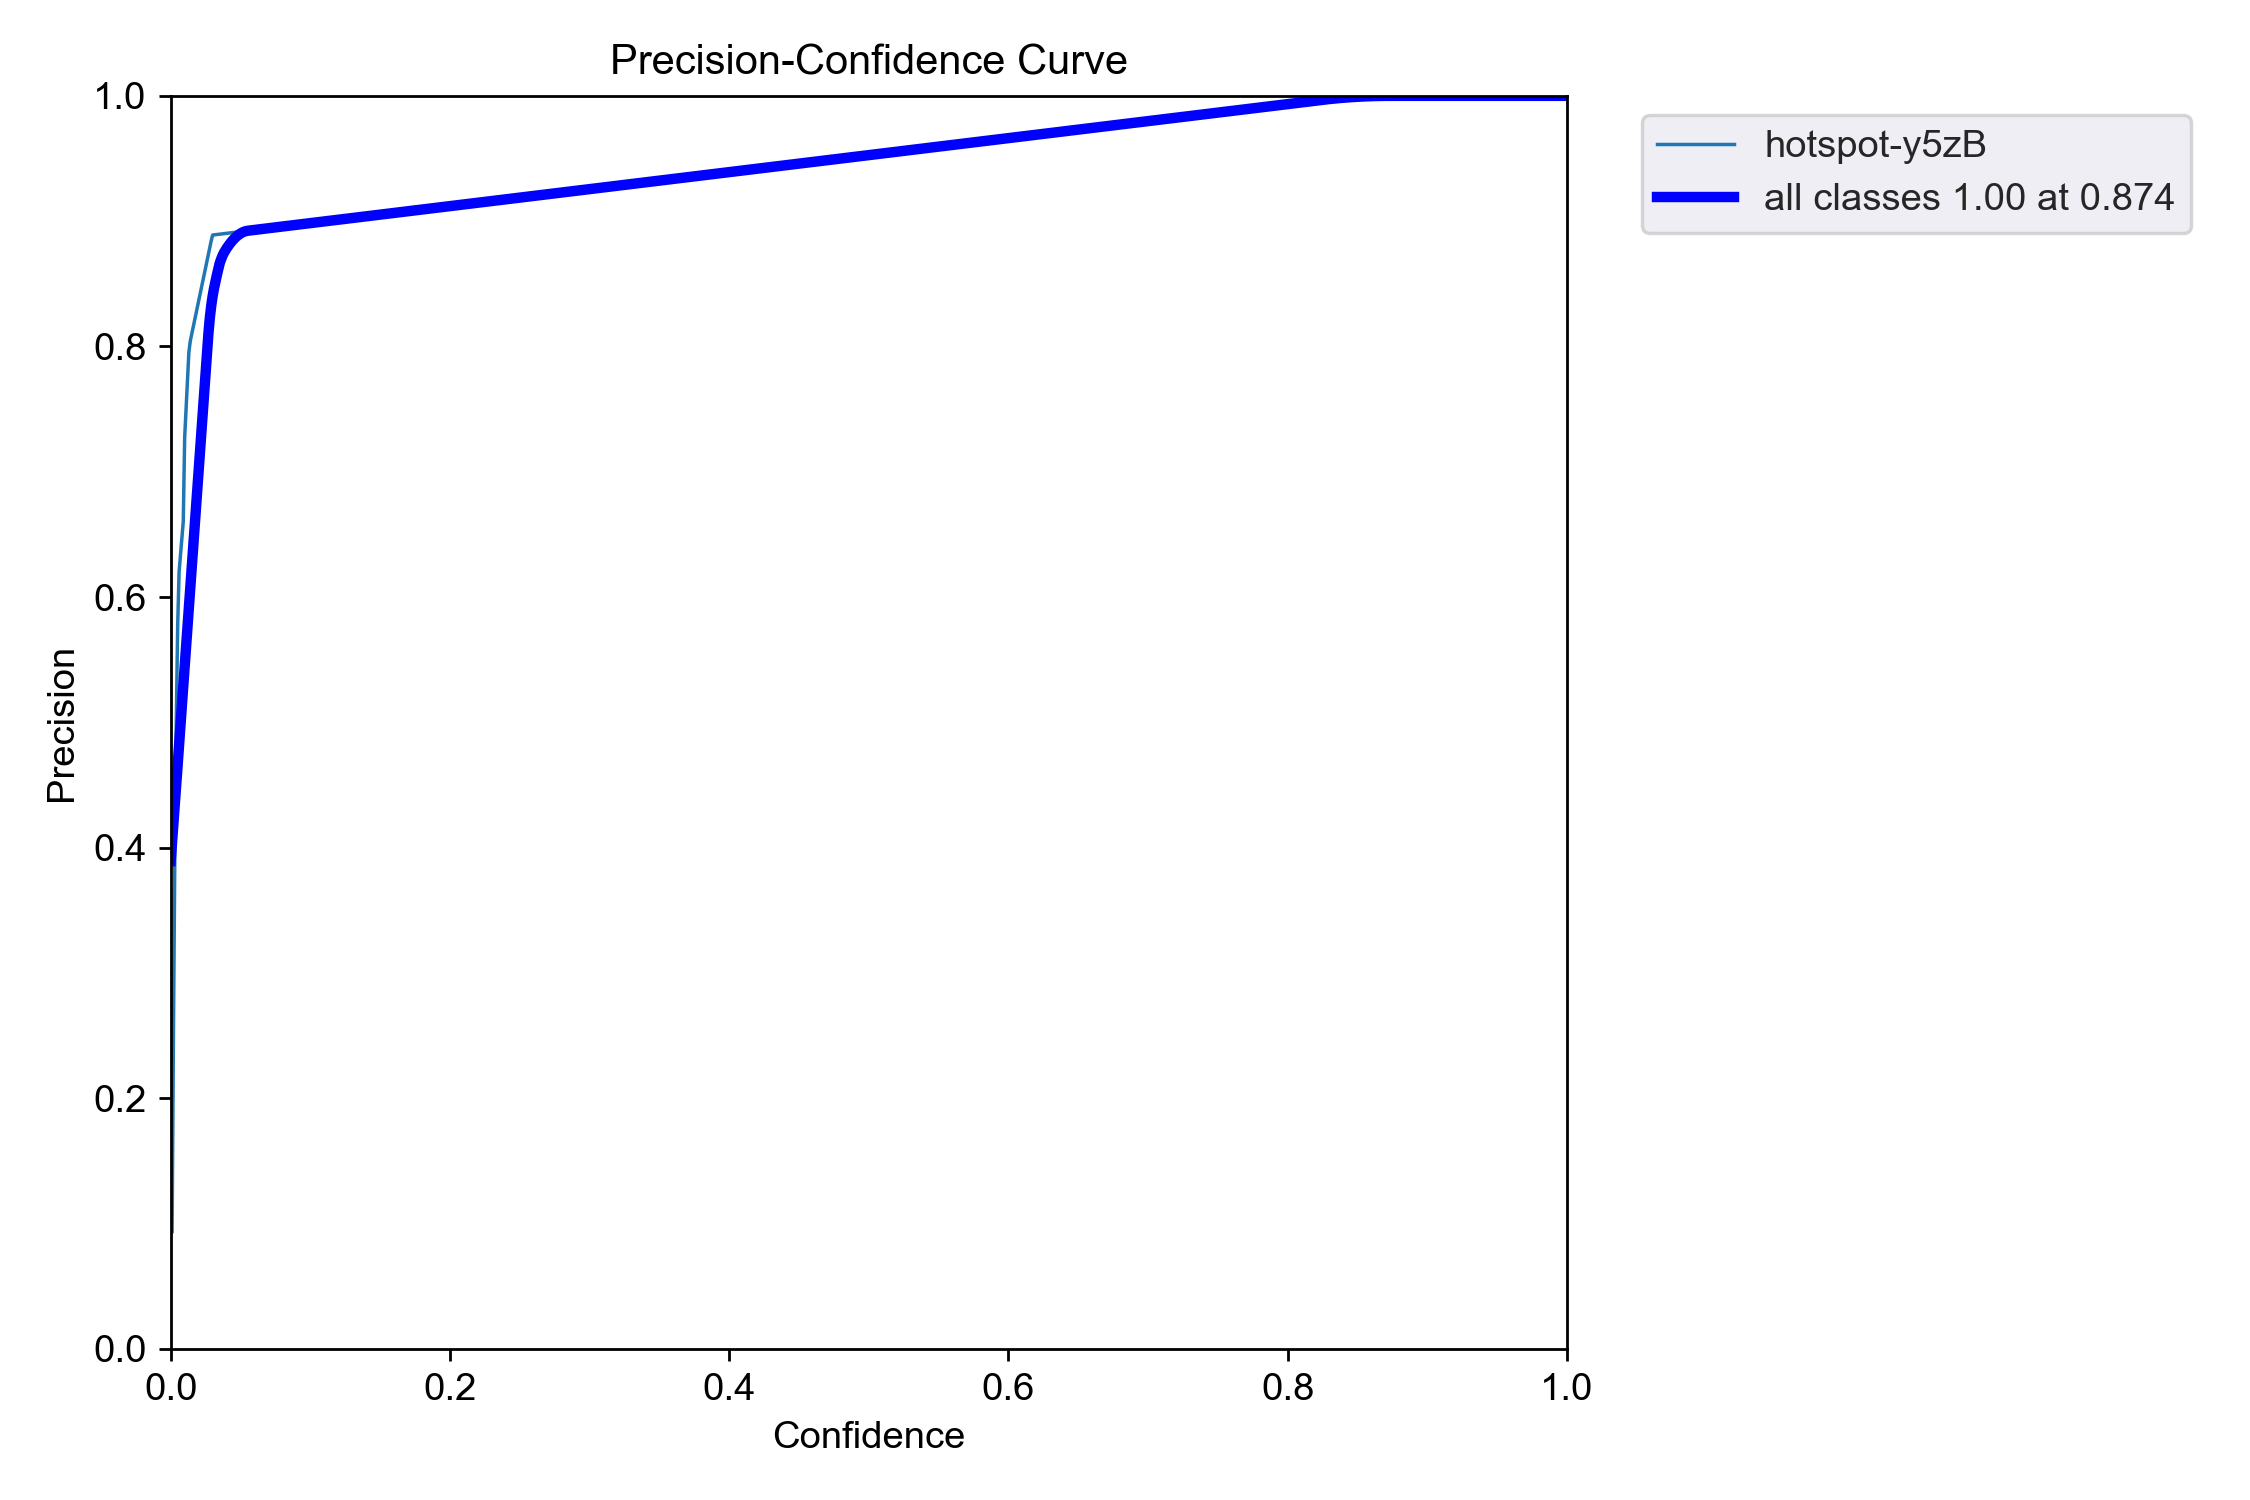 Precision-Confidence Curve
1.0
0.8
0.6
0.4
0.2
0.0
Precision
0.0 0.2 0.4 0.6 0.8 1.0
Confidence
hotspot-y5zB
all classes 1.00 at 0.874